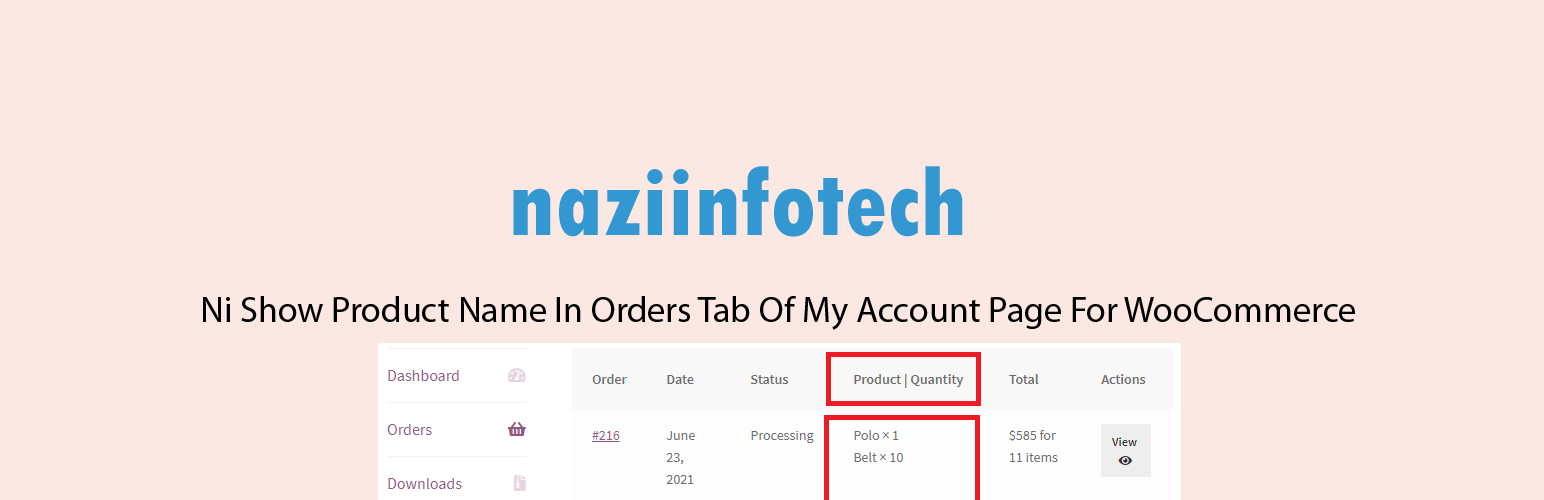 naziinfotech
Ni Show Product Name In Orders Tab Of My Account Page For WooCommerce
Dashboard
Orders
Downloads
Order Date Status Product | Quantity Total Actions
#216 June Processing Polo × 1 $585 for View
23, Belt × 10 11 items
2021